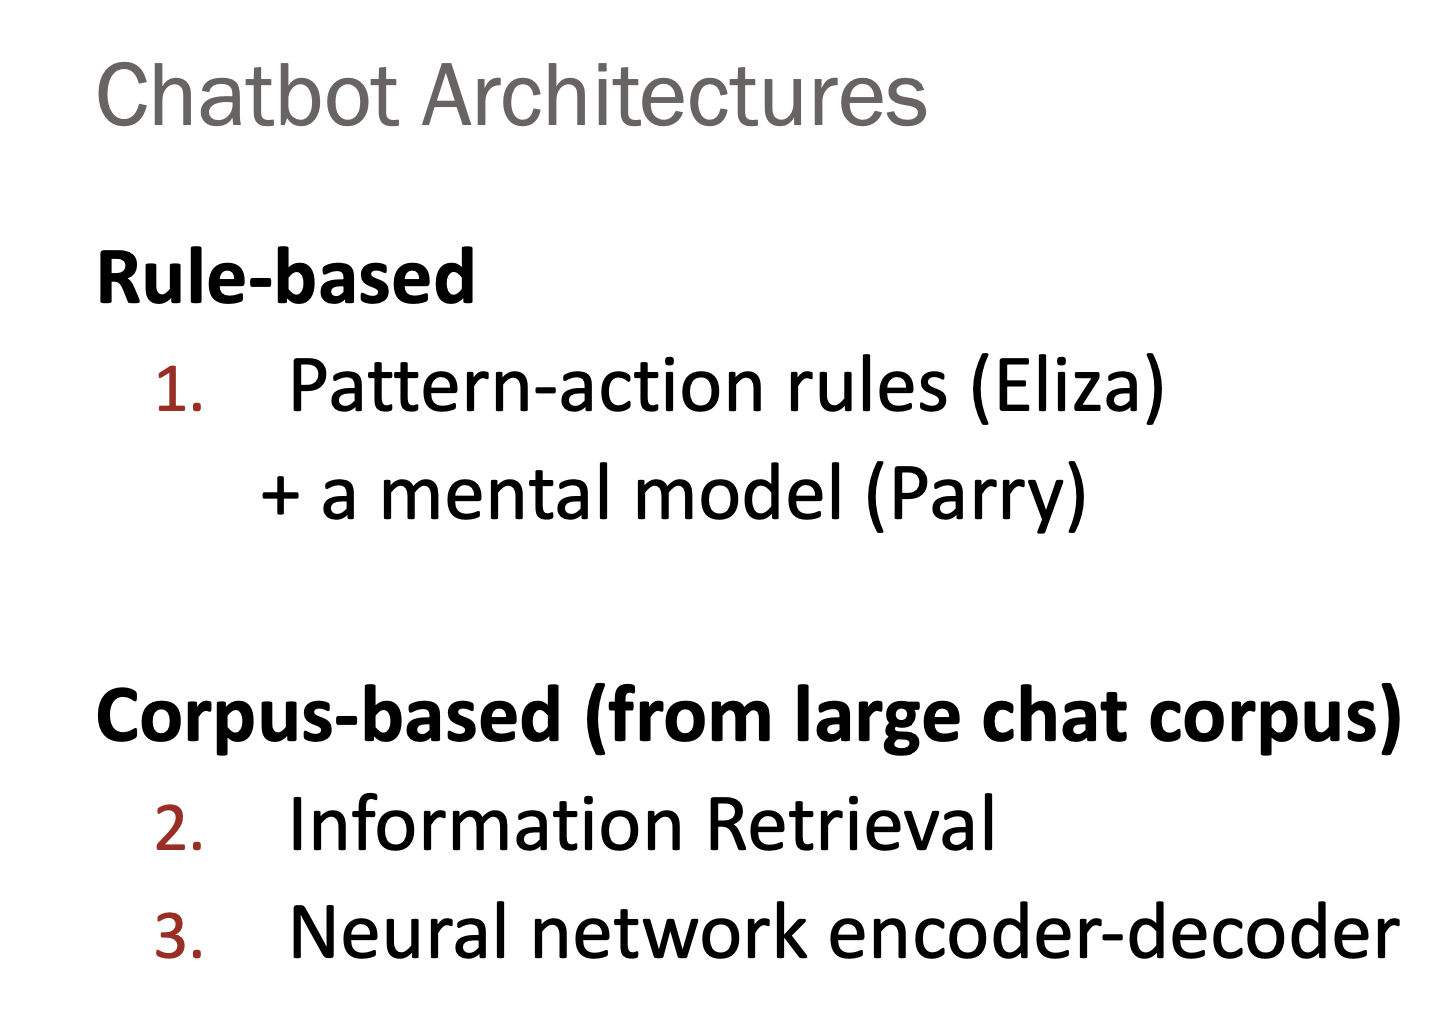 Chatbot Architectures
Rule-based
1. Pattern-action rules (Eliza)
+ a mental model (Parry)
Corpus-based (from large chat corpus)
2. Information Retrieval
3. Neural network encoder-decoder